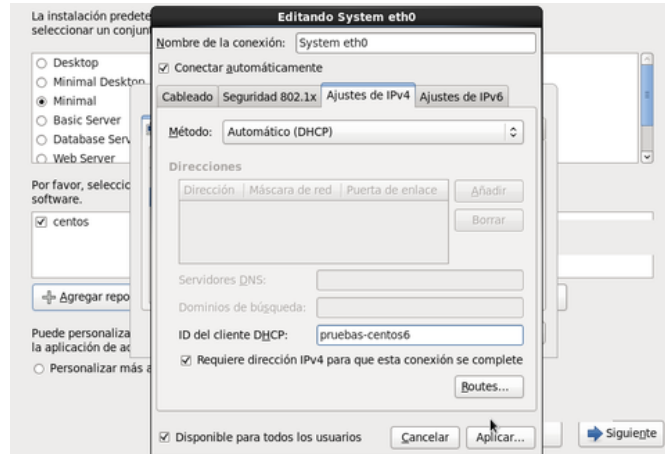 La instalación predete
seleccionar un conjun
Editando System eth0
Nombre de la conexión: System eth0
Conectar automáticamente
Desktop
Minimal Desktop
Minimal
Basic Server
Database Serv
Web Server
Cableado Seguridad 802.1x Ajustes de IPv4 Ajustes de IPv6
Método: Automático (DHCP)
Direcciones
Dirección Máscara de red Puerta de enlace Añadir
Borrar
Por favor, seleccic
software.
centos
Servidores DNS:
Dominios de búsqueda:
Agregar repo
ID del cliente DHCP: pruebas-centos6
Requiere dirección IPv4 para que esta conexión se complete
Puede personaliza
la aplicación de ac
Personalizar más a
Routes...
Disponible para todos los usuarios Cancelar Aplicar... Siguiente